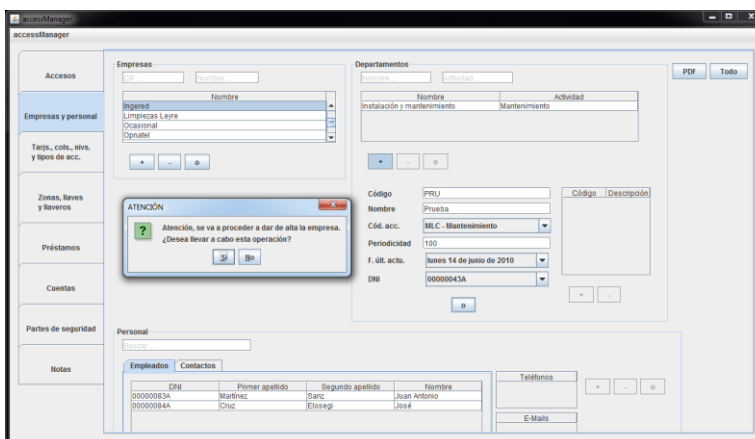 accessManager
accessManager
Accesos
Empresas y personal
Tarjs., cols., nivs.
y tipos de acc.
Zonas, llaves
y llaveros
Préstamos
Cuentas
Partes de seguridad
Notas
Empresas
CIF...
Nombre...
Nombre
Ingered
Limpiezas Leyre
Ocasional
Opnatel
+ - o
Departamentos
Nombre...
Actividad...
Nombre Actividad
Instalación y mantenimiento Mantenimiento
+ - o
PDF Todo
ATENCIÓN
Atención, se va a proceder a dar de alta la empresa.
¿Desea llevar a cabo esta operación?
Sí No
Código PRU
Nombre Prueba
Cód. acc. MLC - Mantenimiento
Periodicidad 100
F. últ. actu. lunes 14 de junio de 2010
DNI 00000043A
o
Código Descripción
+ -
Personal
Buscar...
Empleados Contactos
DNI Primer apellido Segundo apellido Nombre
00000083A Martínez Sanz Juan Antonio
00000084A Cruz Elosegi José
Teléfonos
+ - o
E-Mails